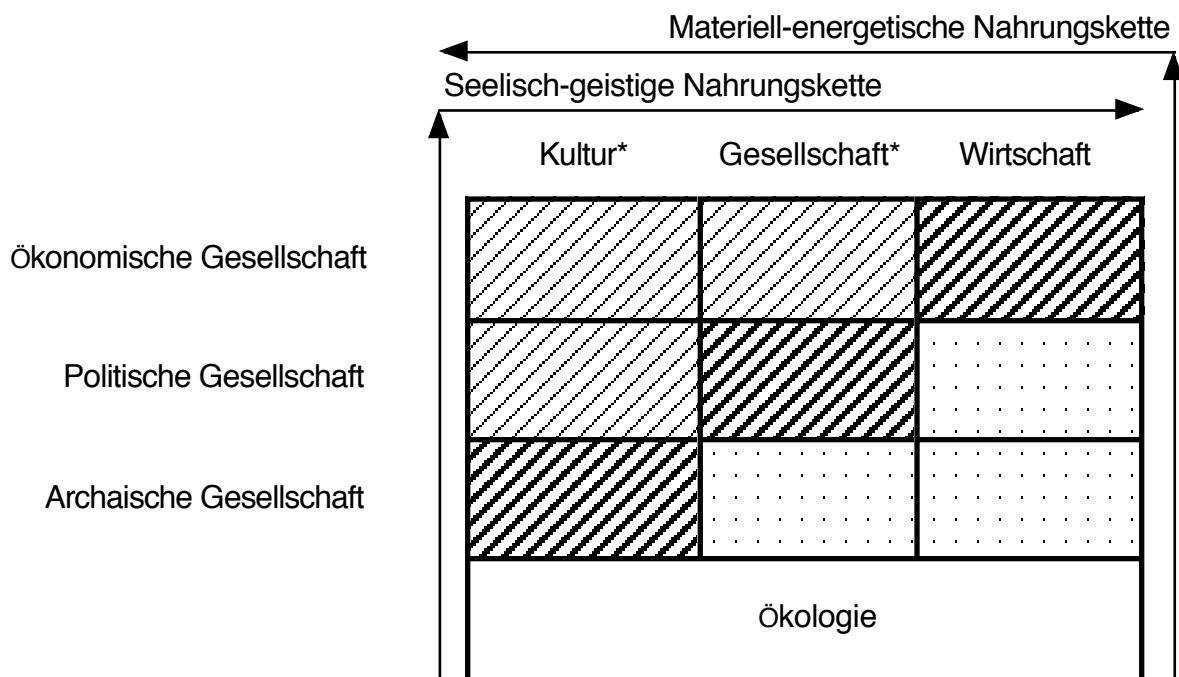 Materiell-energetische Nahrungskette
Seelisch-geistige Nahrungskette
Kultur* Gesellschaft* Wirtschaft
Ökonomische Gesellschaft
Politische Gesellschaft
Archaische Gesellschaft
Ökologie